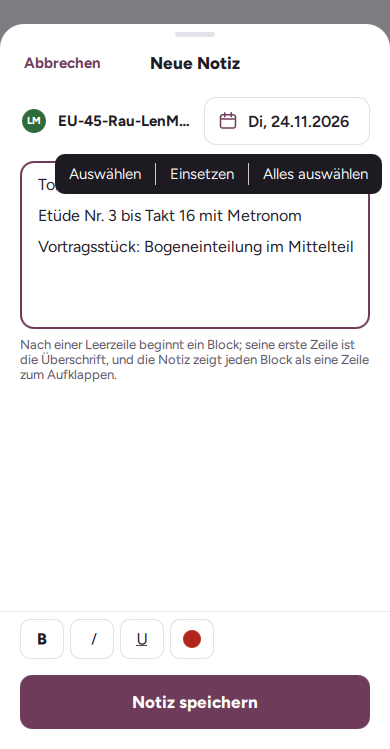 Abbrechen
Neue Notiz
LM
EU-45-Rau-LenM...
Di, 24.11.2026
Auswählen
Einsetzen
Alles auswählen
Etüde Nr. 3 bis Takt 16 mit Metronom
Vortragsstück: Bogeneinteilung im Mittelteil
Nach einer Leerzeile beginnt ein Block; seine erste Zeile ist
die Überschrift, und die Notiz zeigt jeden Block als eine Zeile
zum Aufklappen.
B
I
U
Notiz speichern